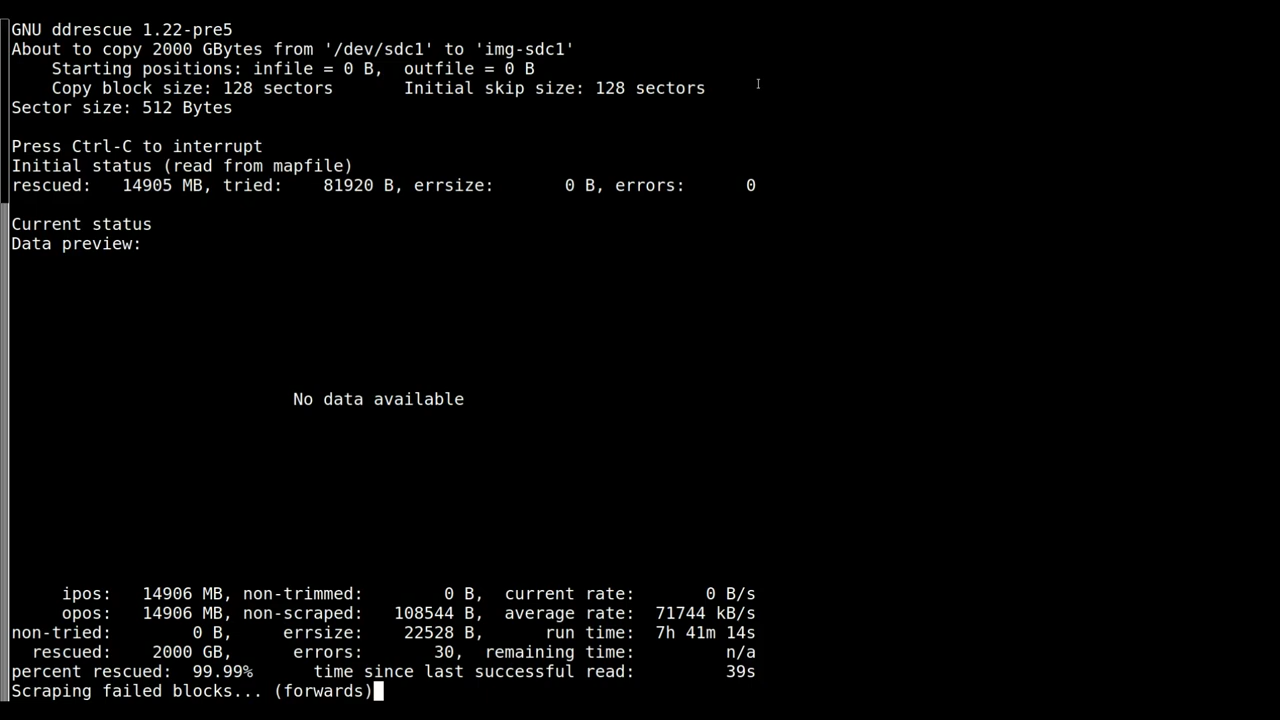 GNU ddrescue 1.22-pre5
About to copy 2000 GBytes from '/dev/sdc1' to 'img-sdc1'
    Starting positions: infile = 0 B,  outfile = 0 B
    Copy block size: 128 sectors       Initial skip size: 128 sectors
Sector size: 512 Bytes
Press Ctrl-C to interrupt
Initial status (read from mapfile)
rescued:   14905 MB, tried:    81920 B, errsize:       0 B, errors:      0
Current status
Data preview:
No data available
     ipos:   14906 MB, non-trimmed:        0 B,  current rate:       0 B/s
     opos:   14906 MB, non-scraped:   108544 B,  average rate:  71744 kB/s
non-tried:        0 B,     errsize:    22528 B,      run time:  7h 41m 14s
  rescued:    2000 GB,      errors:       30,  remaining time:         n/a
percent rescued:  99.99%      time since last successful read:         39s
Scraping failed blocks... (forwards)